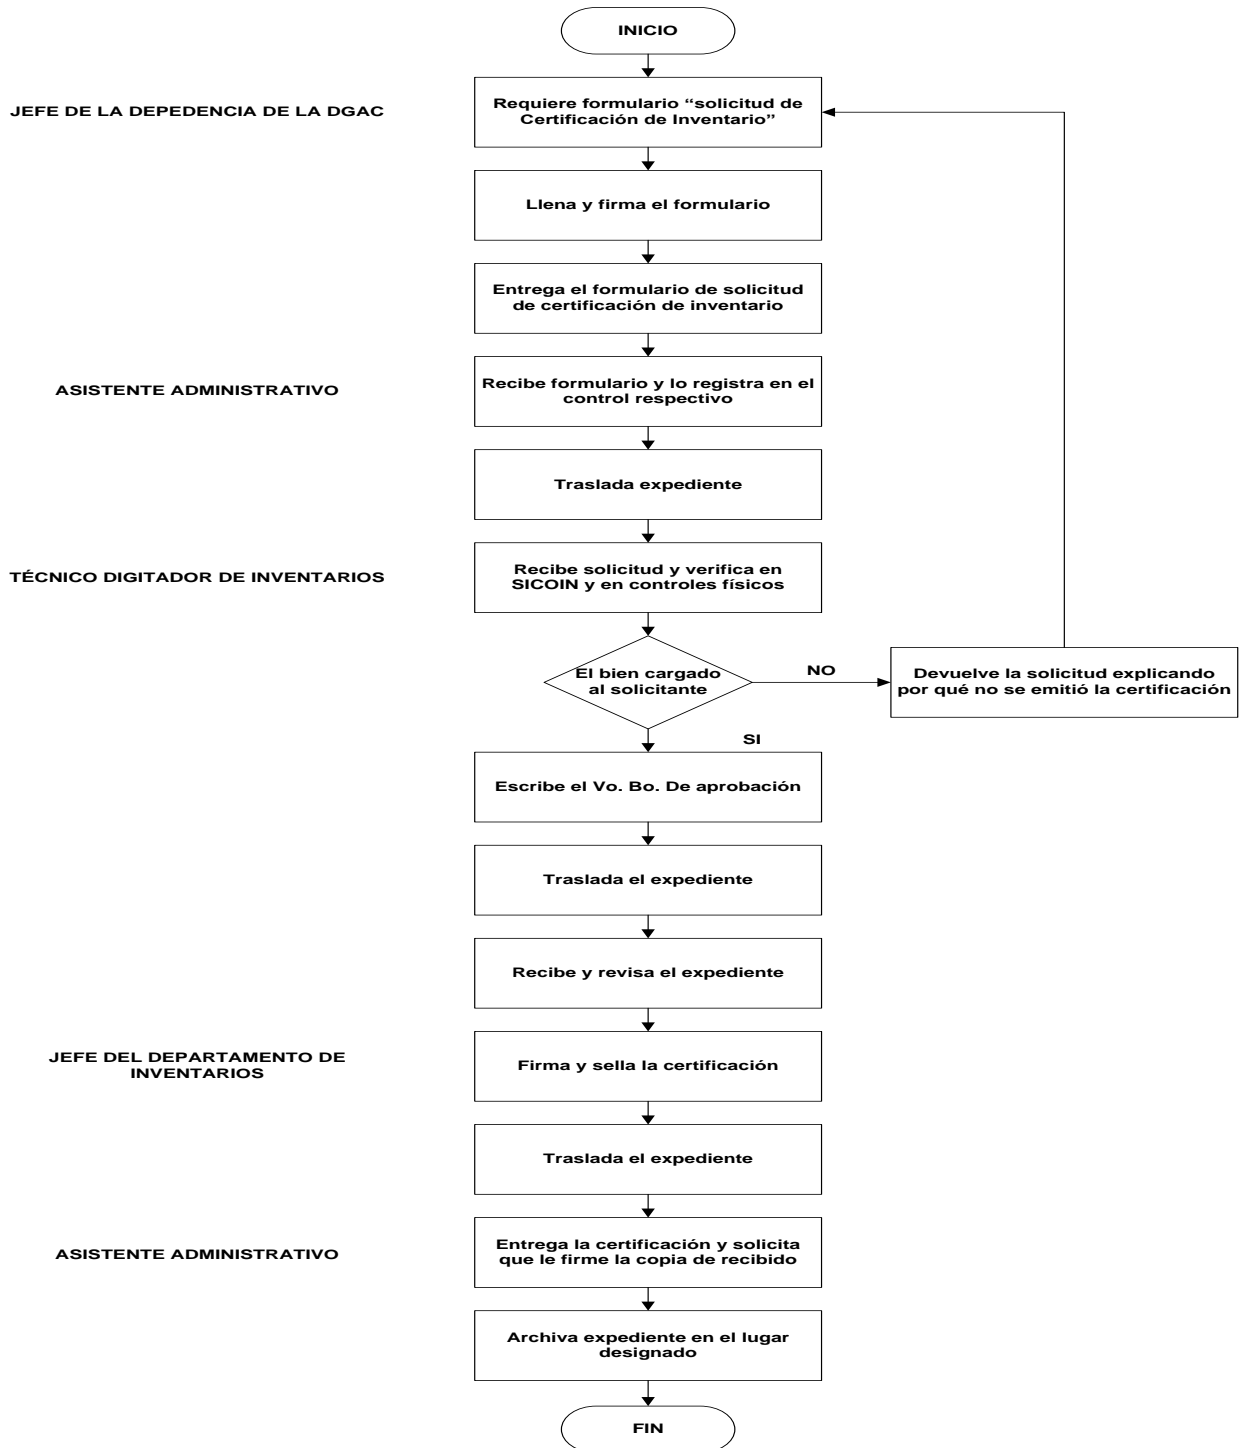 INICIO
JEFE DE LA DEPEDENCIA DE LA DGAC
Requiere formulario “solicitud de
Certificación de Inventario”
Llena y firma el formulario
Entrega el formulario de solicitud
de certificación de inventario
ASISTENTE ADMINISTRATIVO
Recibe formulario y lo registra en el
control respectivo
Traslada expediente
TÉCNICO DIGITADOR DE INVENTARIOS
Recibe solicitud y verifica en
SICOIN y en controles físicos
El bien cargado
al solicitante
NO
Devuelve la solicitud explicando
por qué no se emitió la certificación
SI
Escribe el Vo. Bo. De aprobación
Traslada el expediente
Recibe y revisa el expediente
JEFE DEL DEPARTAMENTO DE
INVENTARIOS
Firma y sella la certificación
Traslada el expediente
ASISTENTE ADMINISTRATIVO
Entrega la certificación y solicita
que le firme la copia de recibido
Archiva expediente en el lugar
designado
FIN